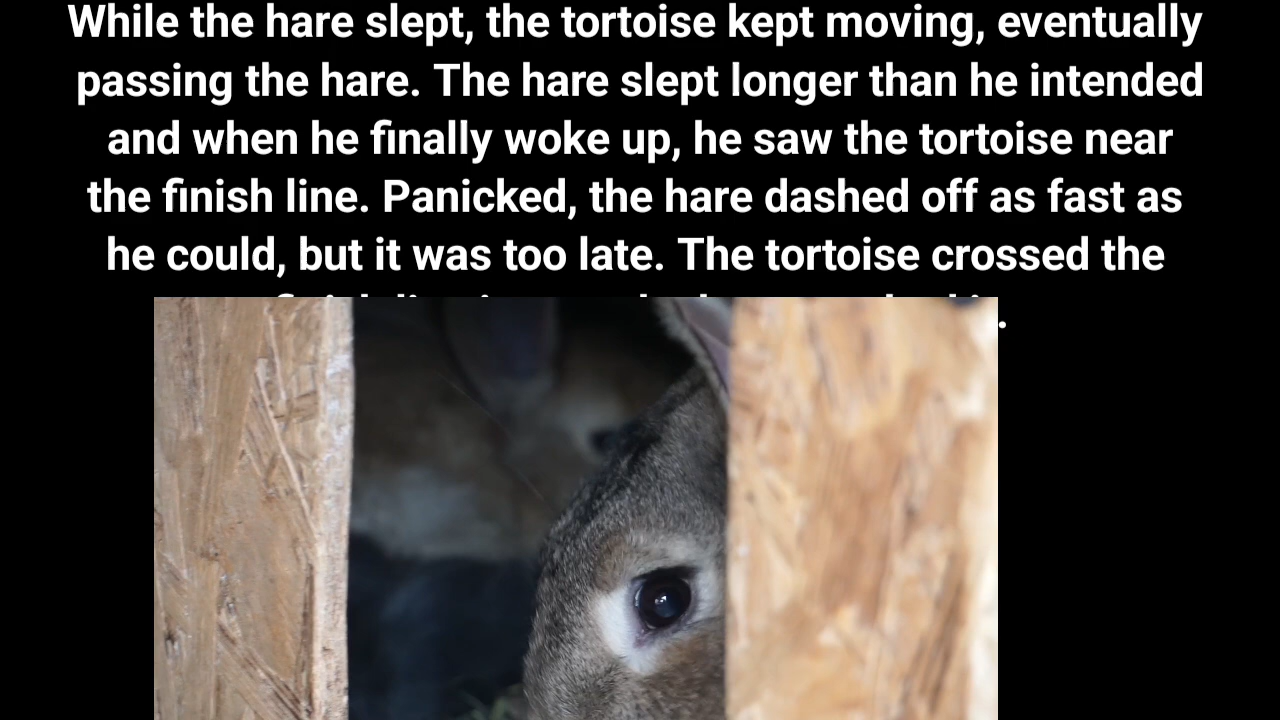 While the hare slept, the tortoise kept moving, eventually
passing the hare. The hare slept longer than he intended
and when he finally woke up, he saw the tortoise near
the finish line. Panicked, the hare dashed off as fast as
he could, but it was too late. The tortoise crossed the